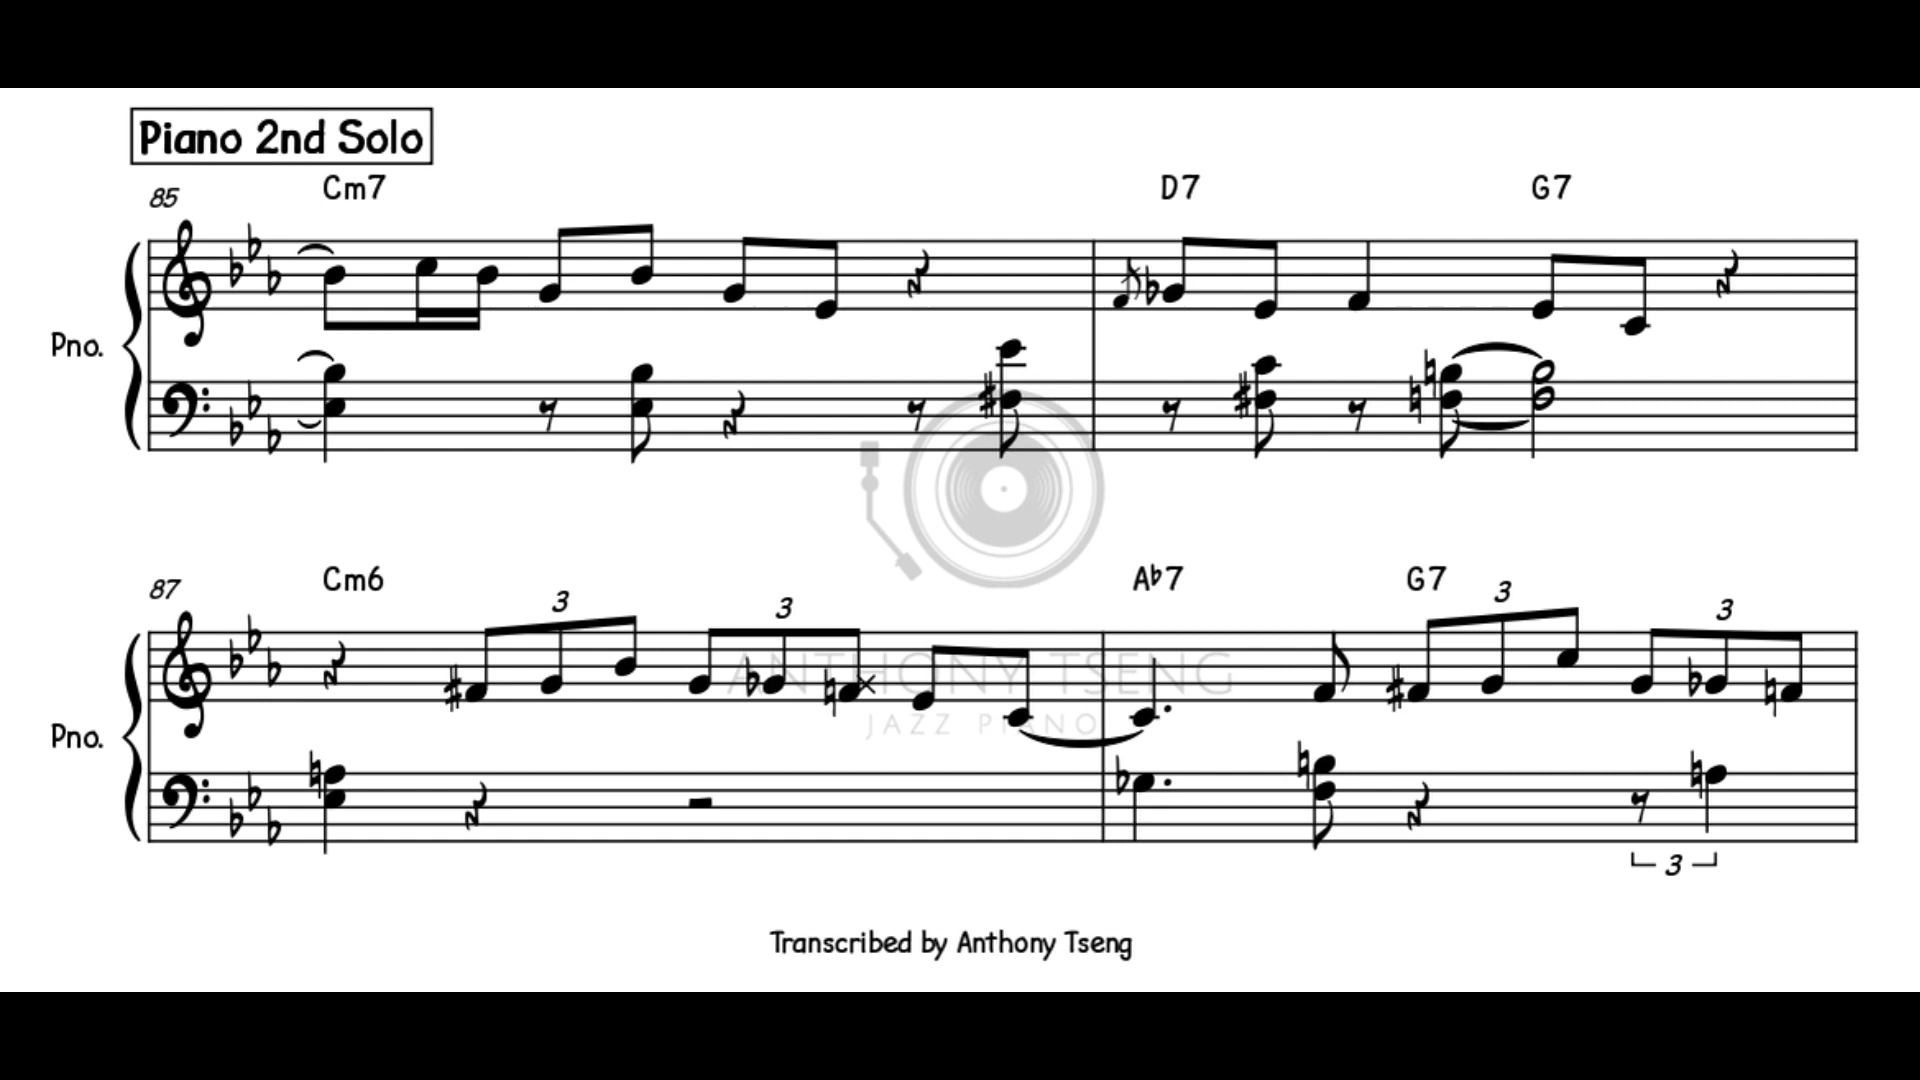 Piano 2nd Solo
85 Cm7 D7 G7
Pno.
87 Cm6 3 3 A♭7 G7 3 3
ANTHONY TSENG
JAZZ PIANO
Pno.
3
Transcribed by Anthony Tseng